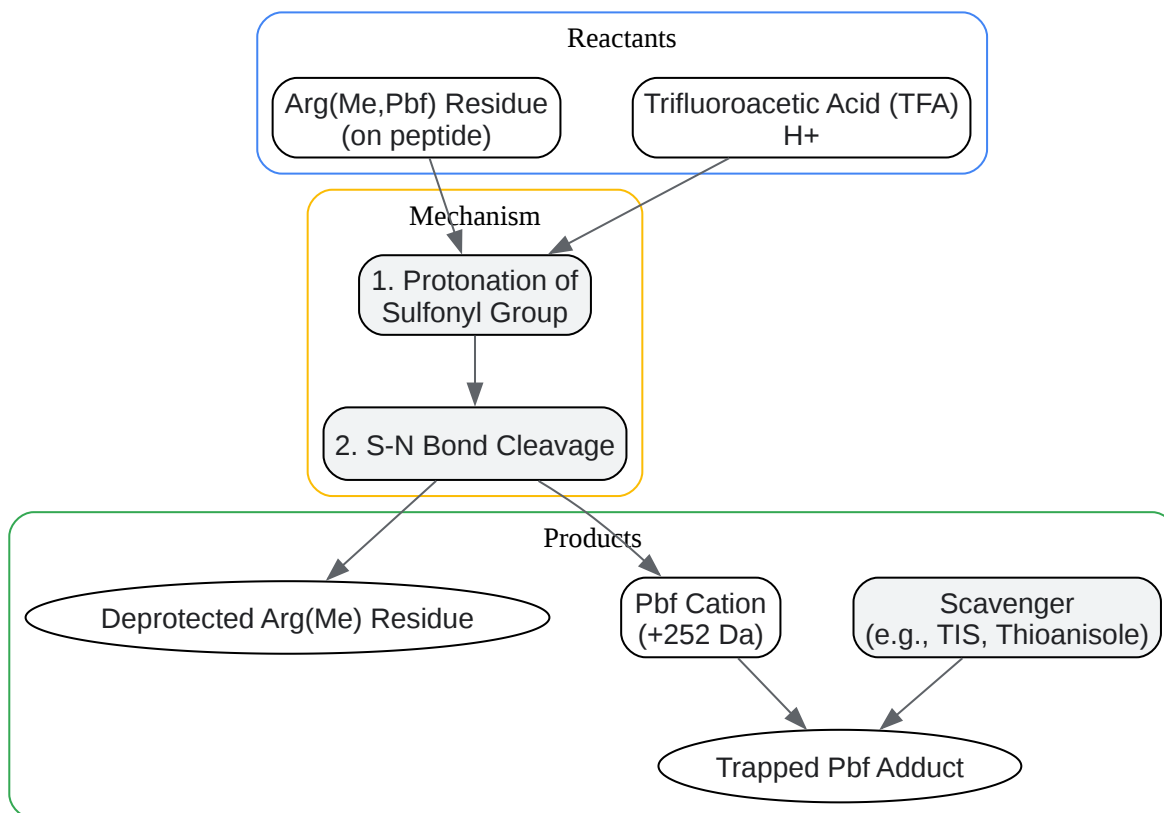 Reactants
Arg(Me,Pbf) Residue
(on peptide)
Trifluoroacetic Acid (TFA)
H+
Mechanism
1. Protonation of
Sulfonyl Group
2. S-N Bond Cleavage
Products
Deprotected Arg(Me) Residue
Pbf Cation
(+252 Da)
Scavenger
(e.g., TIS, Thioanisole)
Trapped Pbf Adduct